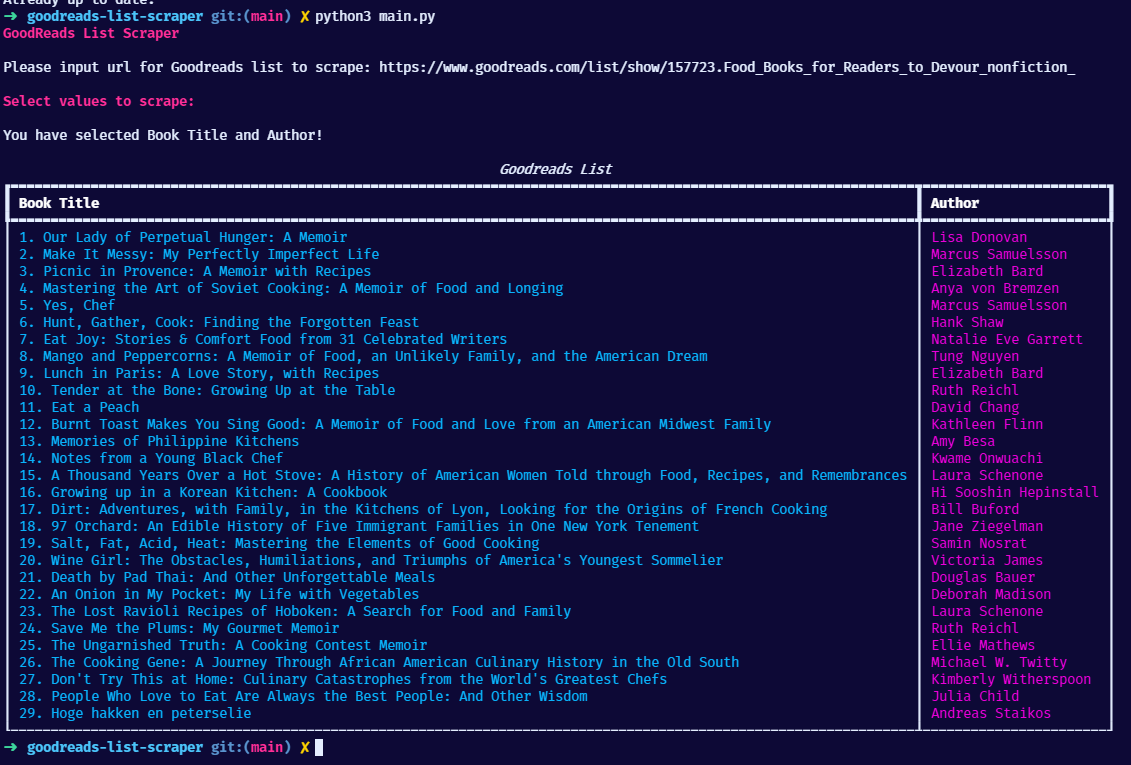 Already up to date.
➜ goodreads-list-scraper git:(main) ✗ python3 main.py
GoodReads List Scraper
Please input url for Goodreads list to scrape: https://www.goodreads.com/list/show/157723.Food_Books_for_Readers_to_Devour_nonfiction_
Select values to scrape:
You have selected Book Title and Author!
Goodreads List
Book Title Author
1. Our Lady of Perpetual Hunger: A Memoir Lisa Donovan
2. Make It Messy: My Perfectly Imperfect Life Marcus Samuelsson
3. Picnic in Provence: A Memoir with Recipes Elizabeth Bard
4. Mastering the Art of Soviet Cooking: A Memoir of Food and Longing Anya von Bremzen
5. Yes, Chef Marcus Samuelsson
6. Hunt, Gather, Cook: Finding the Forgotten Feast Hank Shaw
7. Eat Joy: Stories & Comfort Food from 31 Celebrated Writers Natalie Eve Garrett
8. Mango and Peppercorns: A Memoir of Food, an Unlikely Family, and the American Dream Tung Nguyen
9. Lunch in Paris: A Love Story, with Recipes Elizabeth Bard
10. Tender at the Bone: Growing Up at the Table Ruth Reichl
11. Eat a Peach David Chang
12. Burnt Toast Makes You Sing Good: A Memoir of Food and Love from an American Midwest Family Kathleen Flinn
13. Memories of Philippine Kitchens Amy Besa
14. Notes from a Young Black Chef Kwame Onwuachi
15. A Thousand Years Over a Hot Stove: A History of American Women Told through Food, Recipes, and Remembrances Laura Schenone
16. Growing up in a Korean Kitchen: A Cookbook Hi Sooshin Hepinstall
17. Dirt: Adventures, with Family, in the Kitchens of Lyon, Looking for the Origins of French Cooking Bill Buford
18. 97 Orchard: An Edible History of Five Immigrant Families in One New York Tenement Jane Ziegelman
19. Salt, Fat, Acid, Heat: Mastering the Elements of Good Cooking Samin Nosrat
20. Wine Girl: The Obstacles, Humiliations, and Triumphs of America's Youngest Sommelier Victoria James
21. Death by Pad Thai: And Other Unforgettable Meals Douglas Bauer
22. An Onion in My Pocket: My Life with Vegetables Deborah Madison
23. The Lost Ravioli Recipes of Hoboken: A Search for Food and Family Laura Schenone
24. Save Me the Plums: My Gourmet Memoir Ruth Reichl
25. The Ungarnished Truth: A Cooking Contest Memoir Ellie Mathews
26. The Cooking Gene: A Journey Through African American Culinary History in the Old South Michael W. Twitty
27. Don't Try This at Home: Culinary Catastrophes from the World's Greatest Chefs Kimberly Witherspoon
28. People Who Love to Eat Are Always the Best People: And Other Wisdom Julia Child
29. Hoge hakken en peterselie Andreas Staikos
➜ goodreads-list-scraper git:(main) ✗